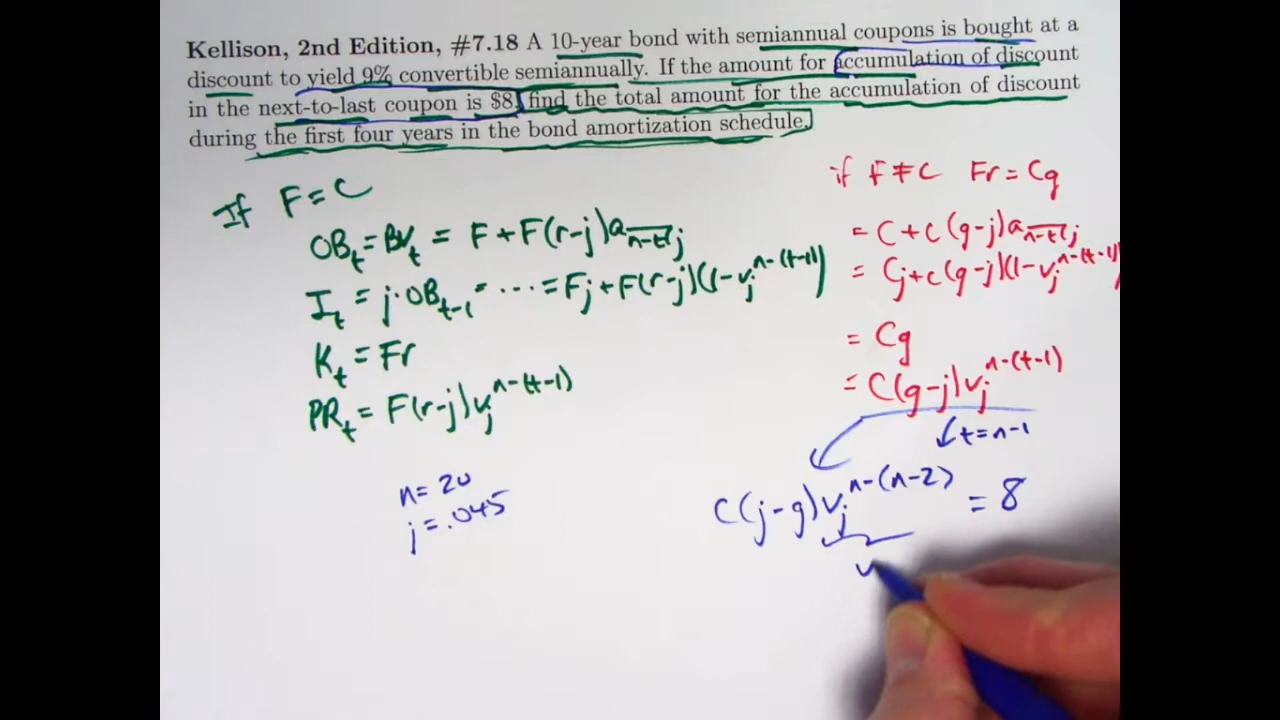 Kellison, 2nd Edition, #7.18 A 10-year bond with semiannual coupons is bought at a
discount to yield 9% convertible semiannually. If the amount for accumulation of discount
in the next-to-last coupon is $8, find the total amount for the accumulation of discount
during the first four years in the bond amortization schedule.
If F = C
if F ≠ C Fr = Cg
OB_t = BV_t = F + F(r-j)a_{n-t|j}
= C + C(g-j)a_{n-t|j}
I_t = j·OB_{t-1} = ... = Fj + F(r-j)(1-v_j^{n-(t-1)})
= Cj + C(g-j)(1-v_j^{n-(t-1)})
K_t = Fr
= Cg
PR_t = F(r-j)v_j^{n-(t-1)}
= C(g-j)v_j^{n-(t-1)}
t = n-1
n = 20
j = .045
C(j-g)v_j^{n-(n-2)} = 8
v